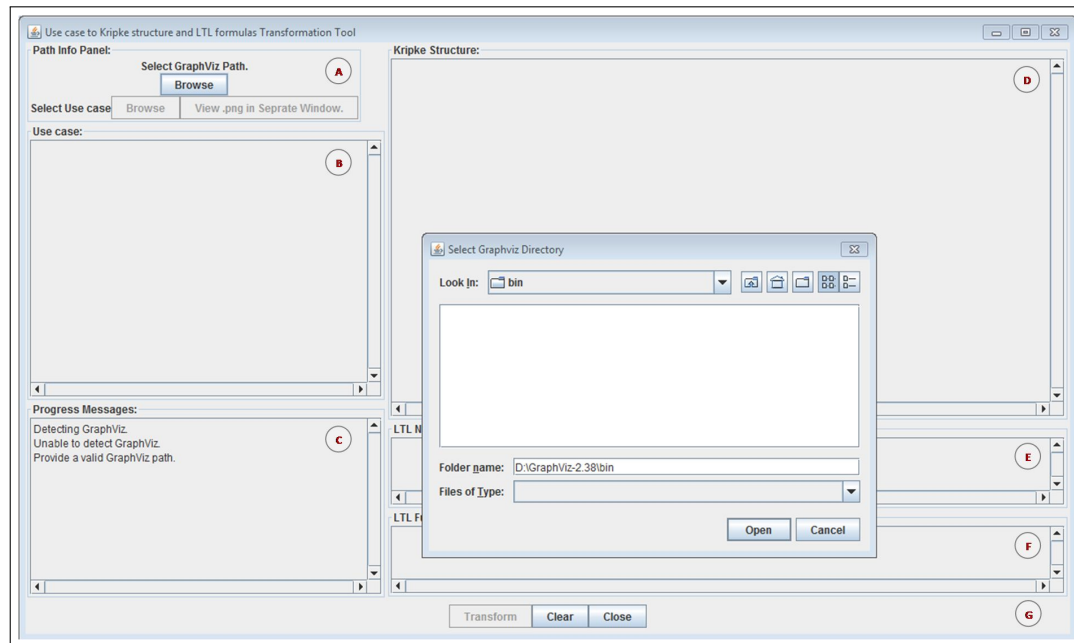 Use case to Kripke structure and LTL formulas Transformation Tool
Path Info Panel:
Select GraphViz Path.
A
Browse
Select Use case
Browse
View .png in Seprate Window.
Use case:
B
Progress Messages:
Detecting GraphViz.
Unable to detect GraphViz.
Provide a valid GraphViz path.
C
Kripke Structure:
D
Select Graphviz Directory
Look In:
bin
Folder name:
D:\GraphViz-2.38\bin
Files of Type:
Open
Cancel
LTL N
E
LTL F
F
Transform
Clear
Close
G